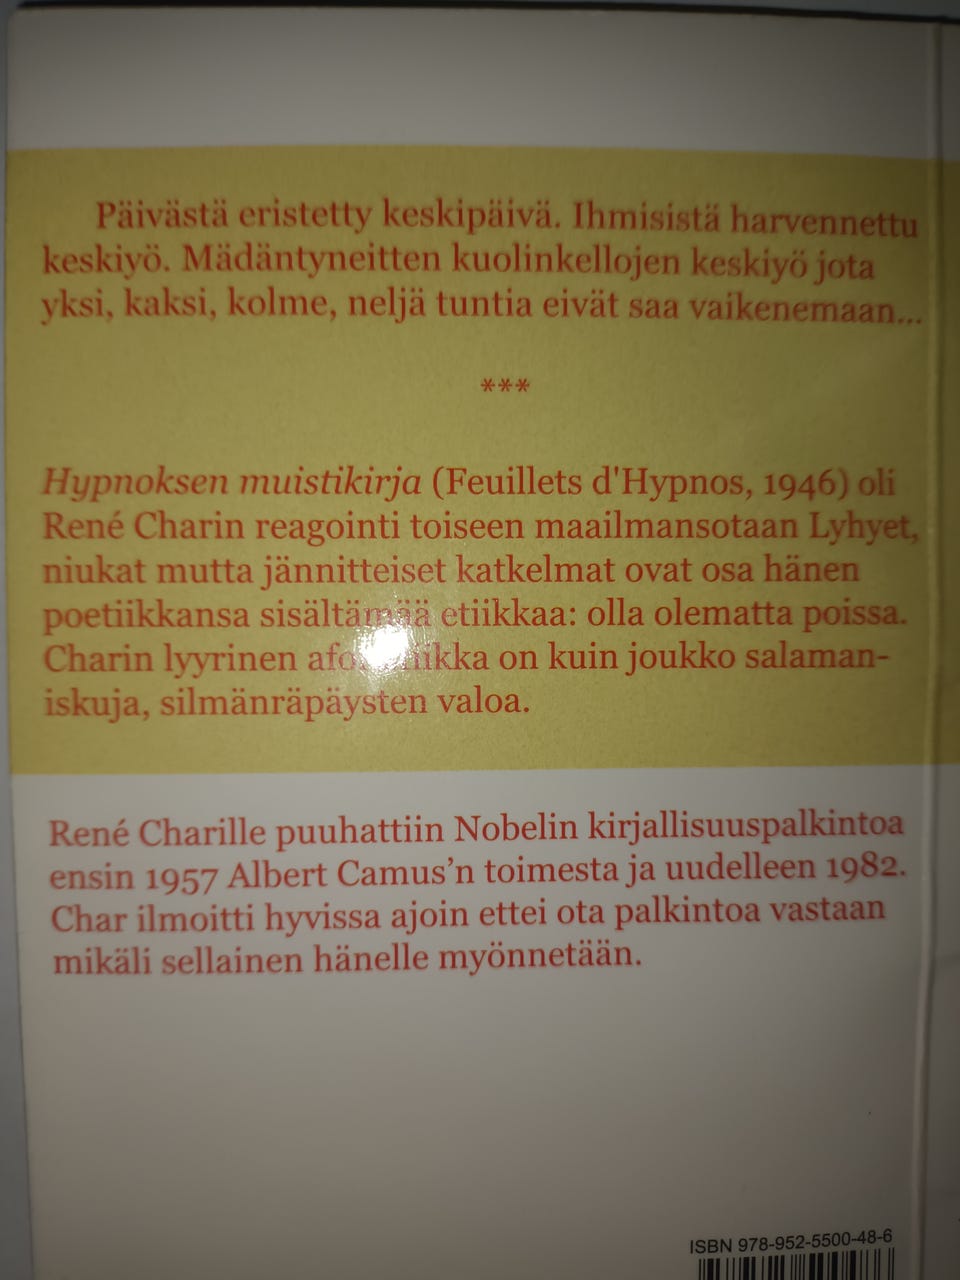 Päivästä eristetty keskipäivä. Ihmisistä harvennettu
keskiyö. Mädäntyneitten kuolinkellojen keskiyö jota
yksi, kaksi, kolme, neljä tuntia eivät saa vaikenemaan...
***
Hypnoksen muistikirja (Feuillets d'Hypnos, 1946) oli
René Charin reagointi toiseen maailmansotaan Lyhyet,
niukat mutta jännitteiset katkelmat ovat osa hänen
poetiikkansa sisältämää etiikkaa: olla olematta poissa.
Charin lyyrinen on kuin joukko salaman-
iskuja, silmänräpäysten valoa.
René Charille puuhattiin Nobelin kirjallisuuspalkintoa
ensin 1957 Albert Camus’n toimesta ja uudelleen 1982.
Char ilmoitti hyvissa ajoin ettei ota palkintoa vastaan
mikäli sellainen hänelle myönnetään.
ISBN 978-952-5500-48-6